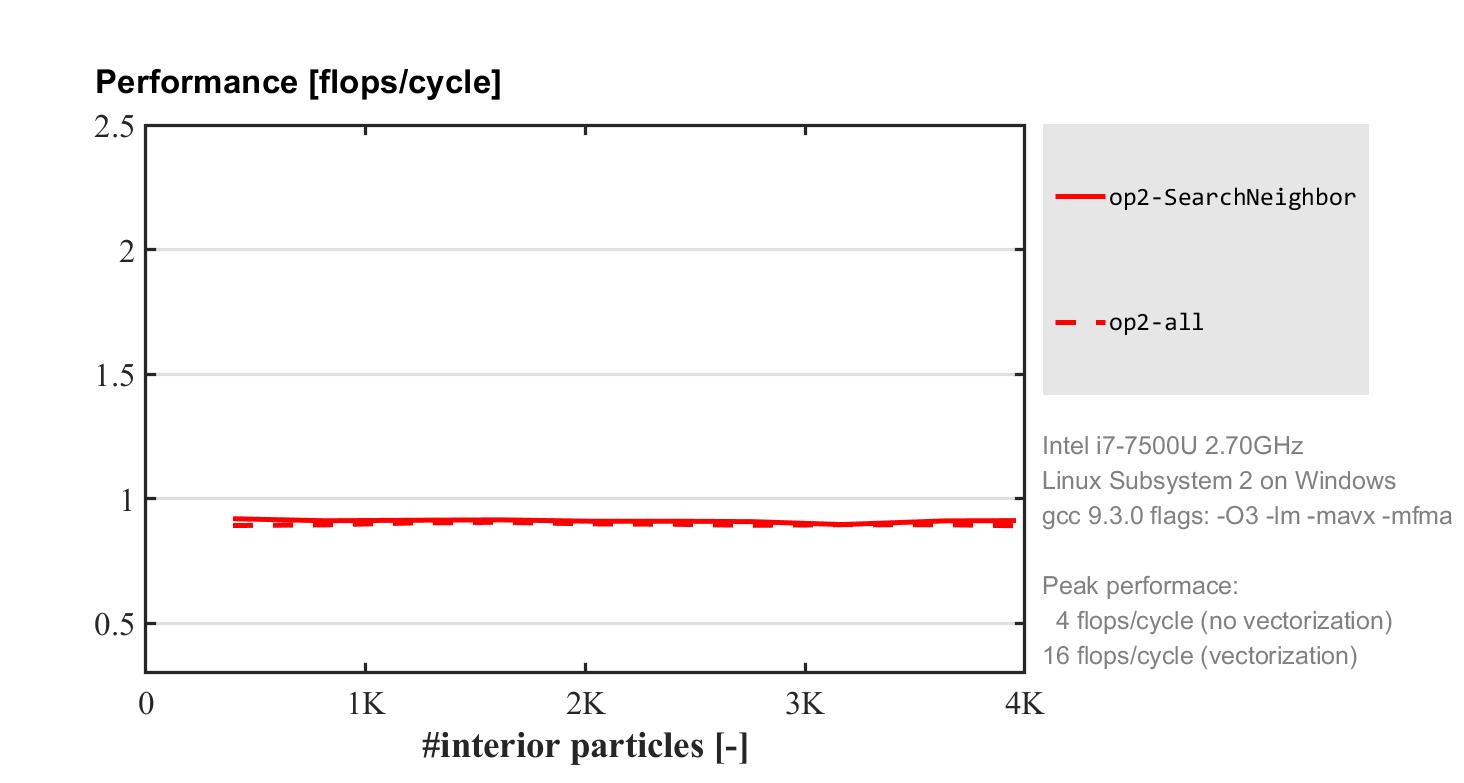 Performance [flops/cycle]
2.5
2
1.5
1
0.5
0
1K
2K
3K
4K
#interior particles [-]
op2-SearchNeighbor
op2-all
Intel i7-7500U 2.70GHz
Linux Subsystem 2 on Windows
gcc 9.3.0 flags: -O3 -lm -mavx -mfma
Peak performace:
4 flops/cycle (no vectorization)
16 flops/cycle (vectorization)